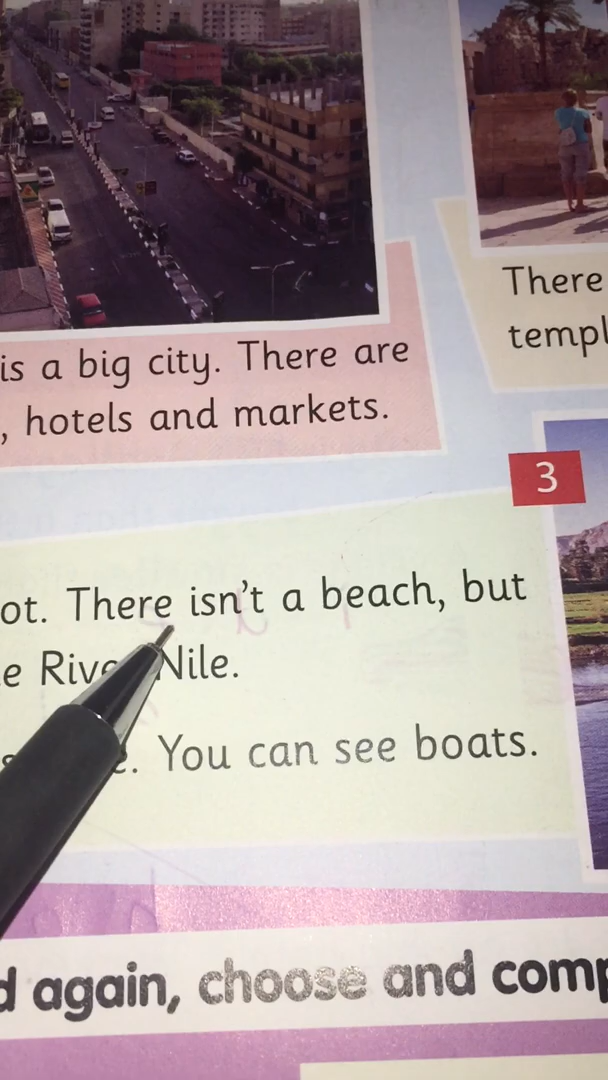 is a big city. There are
, hotels and markets.
There
templ
3
ot. There isn't a beach, but
e River Nile.
. You can see boats.
d again, choose and comp